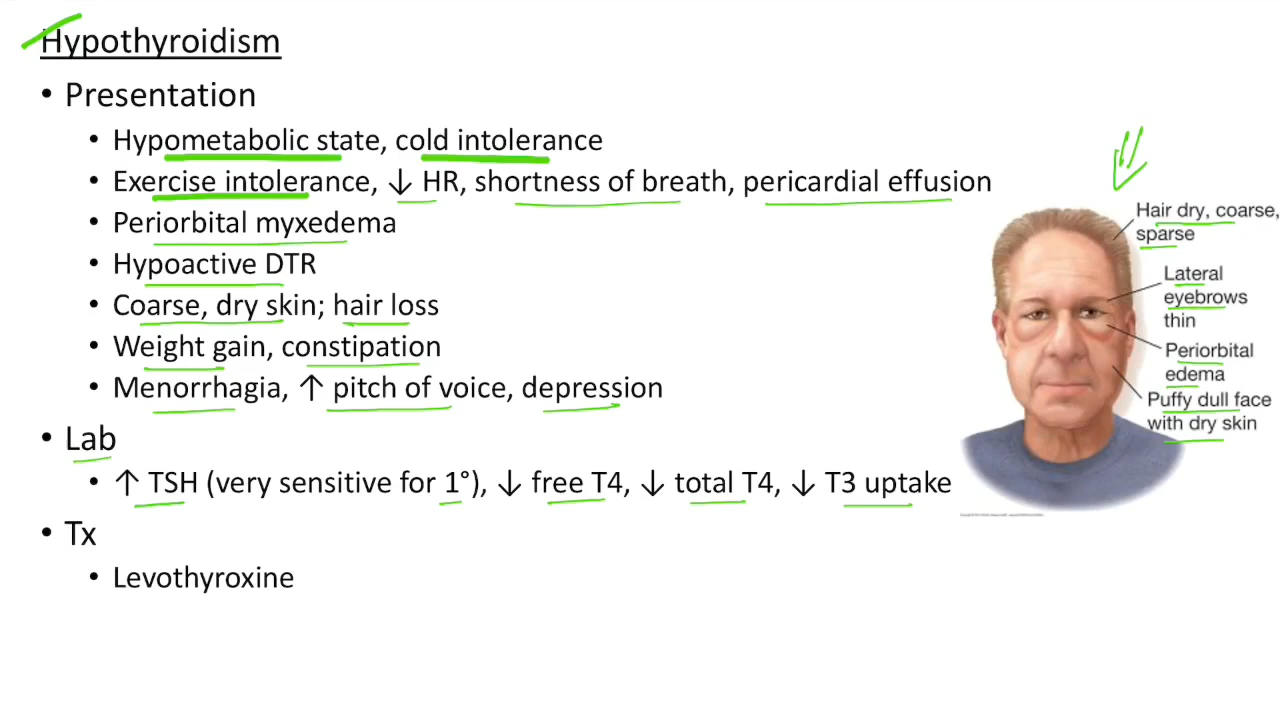 Hypothyroidism
• Presentation
• Hypometabolic state, cold intolerance
• Exercise intolerance, ↓ HR, shortness of breath, pericardial effusion
• Periorbital myxedema
• Hypoactive DTR
• Coarse, dry skin; hair loss
• Weight gain, constipation
• Menorrhagia, ↑ pitch of voice, depression
• Lab
• ↑ TSH (very sensitive for 1°), ↓ free T4, ↓ total T4, ↓ T3 uptake
• Tx
• Levothyroxine
Hair dry, coarse,
sparse
Lateral
eyebrows
thin
Periorbital
edema
Puffy dull face
with dry skin